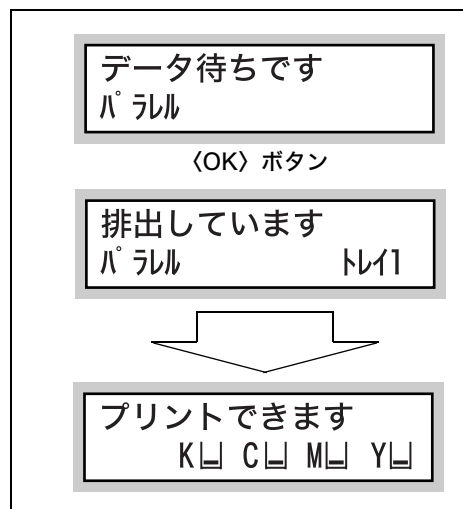 データ待ちです
ﾊﾟﾗﾚﾙ
〈OK〉ボタン
排出しています
ﾊﾟﾗﾚﾙ ﾄﾚｲ1
プリントできます
K C M Y